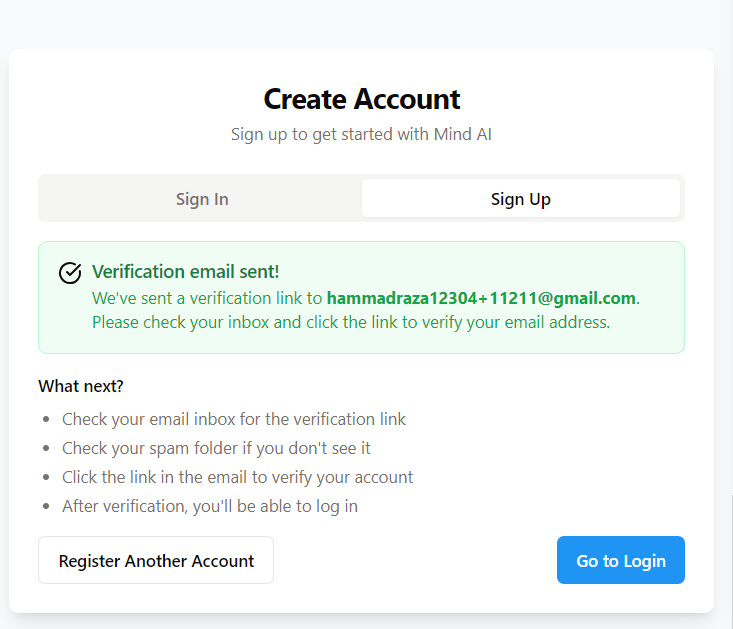 Create Account
Sign up to get started with Mind AI
Sign In
Sign Up
Verification email sent!
We've sent a verification link to hammadraza12304+11211@gmail.com.
Please check your inbox and click the link to verify your email address.
What next?
• Check your email inbox for the verification link
• Check your spam folder if you don't see it
• Click the link in the email to verify your account
• After verification, you'll be able to log in
Register Another Account
Go to Login